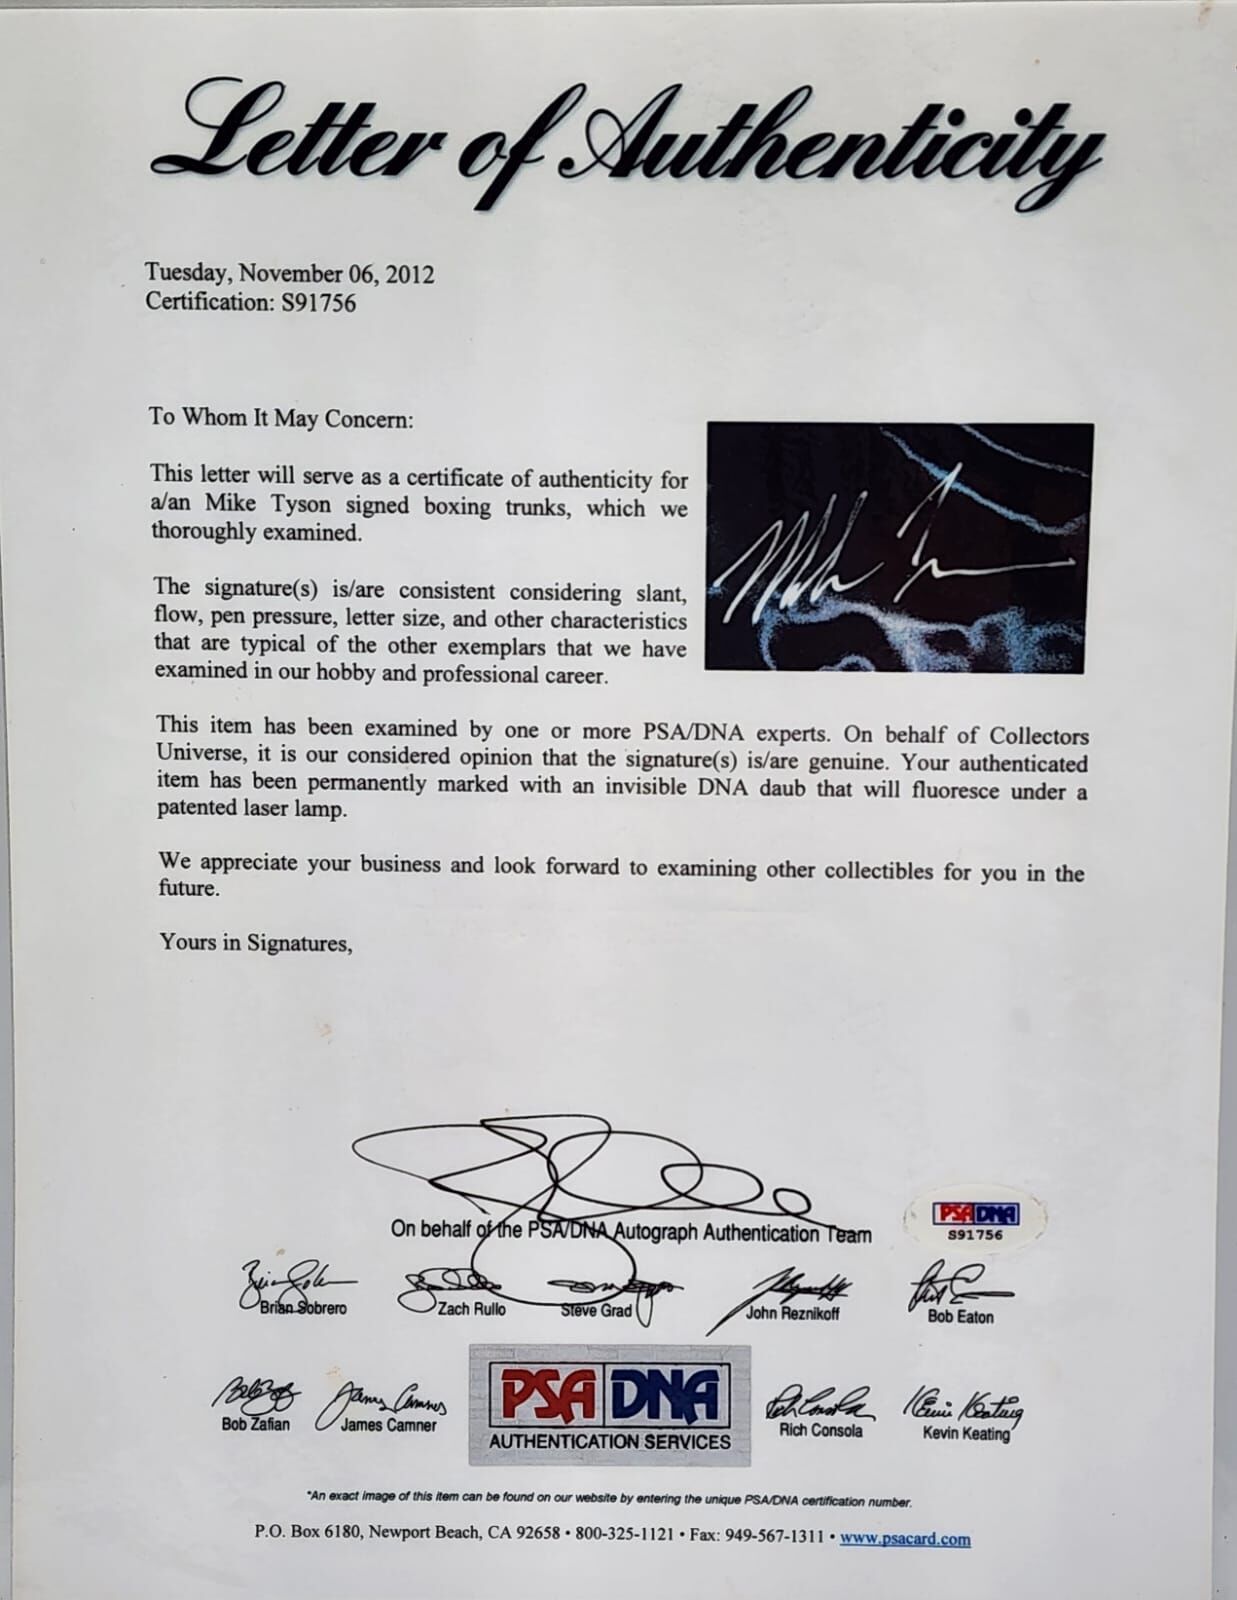 Letter of Authenticity
Tuesday, November 06, 2012
Certification: S91756
To Whom It May Concern:
This letter will serve as a certificate of authenticity for
a/an Mike Tyson signed boxing trunks, which we
thoroughly examined.
The signature(s) is/are consistent considering slant,
flow, pen pressure, letter size, and other characteristics
that are typical of the other exemplars that we have
examined in our hobby and professional career.
This item has been examined by one or more PSA/DNA experts. On behalf of Collectors
Universe, it is our considered opinion that the signature(s) is/are genuine. Your authenticated
item has been permanently marked with an invisible DNA daub that will fluoresce under a
patented laser lamp.
We appreciate your business and look forward to examining other collectibles for you in the
future.
Yours in Signatures,
On behalf of the PSA/DNA Autograph Authentication Team
PSA DNA
S91756
Brian Sobrero
Zach Rullo
Steve Grad
John Reznikoff
Bob Eaton
Bob Zafian
James Camner
PSA DNA
AUTHENTICATION SERVICES
Rich Consola
Kevin Keating
*An exact image of this item can be found on our website by entering the unique PSA/DNA certification number.
P.O. Box 6180, Newport Beach, CA 92658 • 800-325-1121 • Fax: 949-567-1311 • www.psacard.com